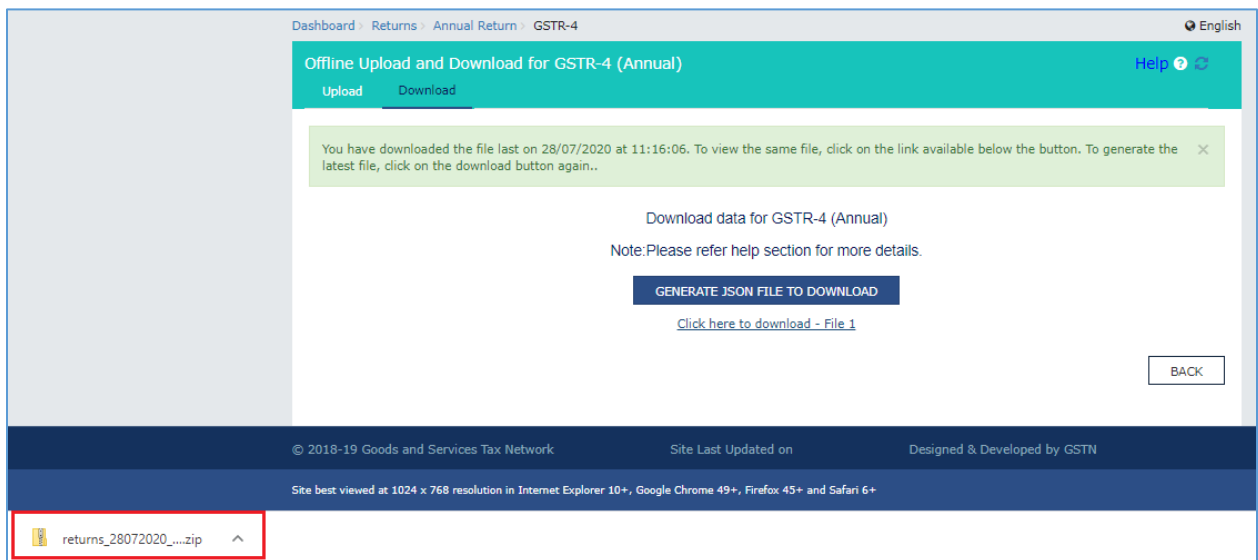 Dashboard › Returns › Annual Return › GSTR-4
English
Offline Upload and Download for GSTR-4 (Annual)
Help
Upload Download
You have downloaded the file last on 28/07/2020 at 11:16:06. To view the same file, click on the link available below the button. To generate the
latest file, click on the download button again..
Download data for GSTR-4 (Annual)
Note:Please refer help section for more details.
GENERATE JSON FILE TO DOWNLOAD
Click here to download - File 1
BACK
© 2018-19 Goods and Services Tax Network
Site Last Updated on
Designed & Developed by GSTN
Site best viewed at 1024 x 768 resolution in Internet Explorer 10+, Google Chrome 49+, Firefox 45+ and Safari 6+
returns_28072020_....zip